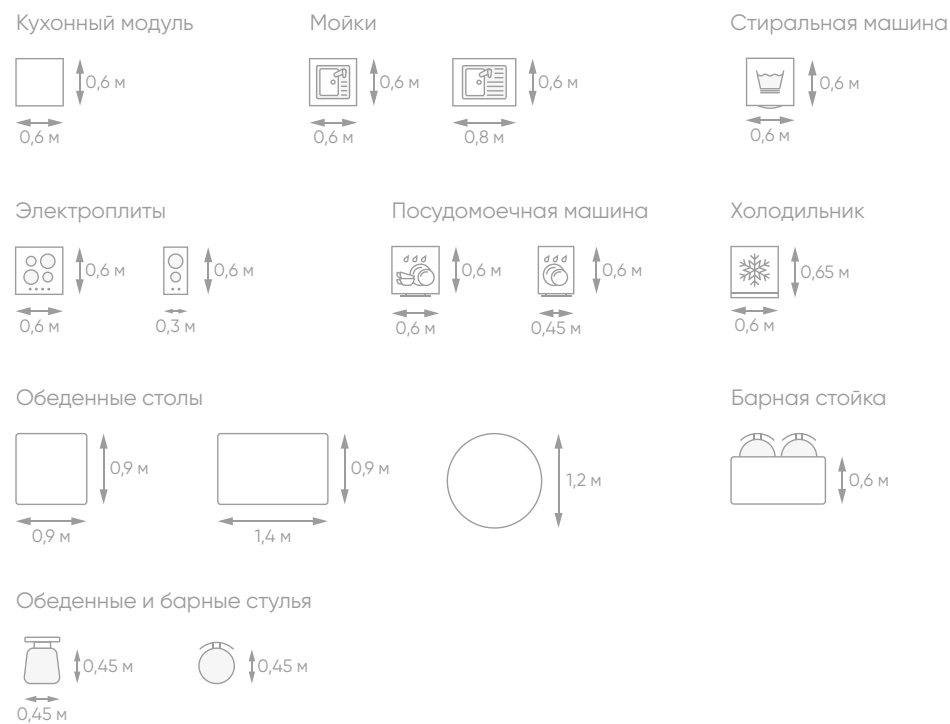 Кухонный модуль
Мойки
Стиральная машина
0,6 м
0,6 м
0,6 м
0,6 м
0,6 м
0,6 м
0,8 м
0,6 м
Электроплиты
Посудомоечная машина
Холодильник
0,6 м
0,6 м
0,6 м
0,6 м
0,65 м
0,6 м
0,3 м
0,6 м
0,45 м
0,6 м
Обеденные столы
Барная стойка
0,9 м
0,9 м
1,2 м
0,6 м
0,9 м
1,4 м
Обеденные и барные стулья
0,45 м
0,45 м
0,45 м